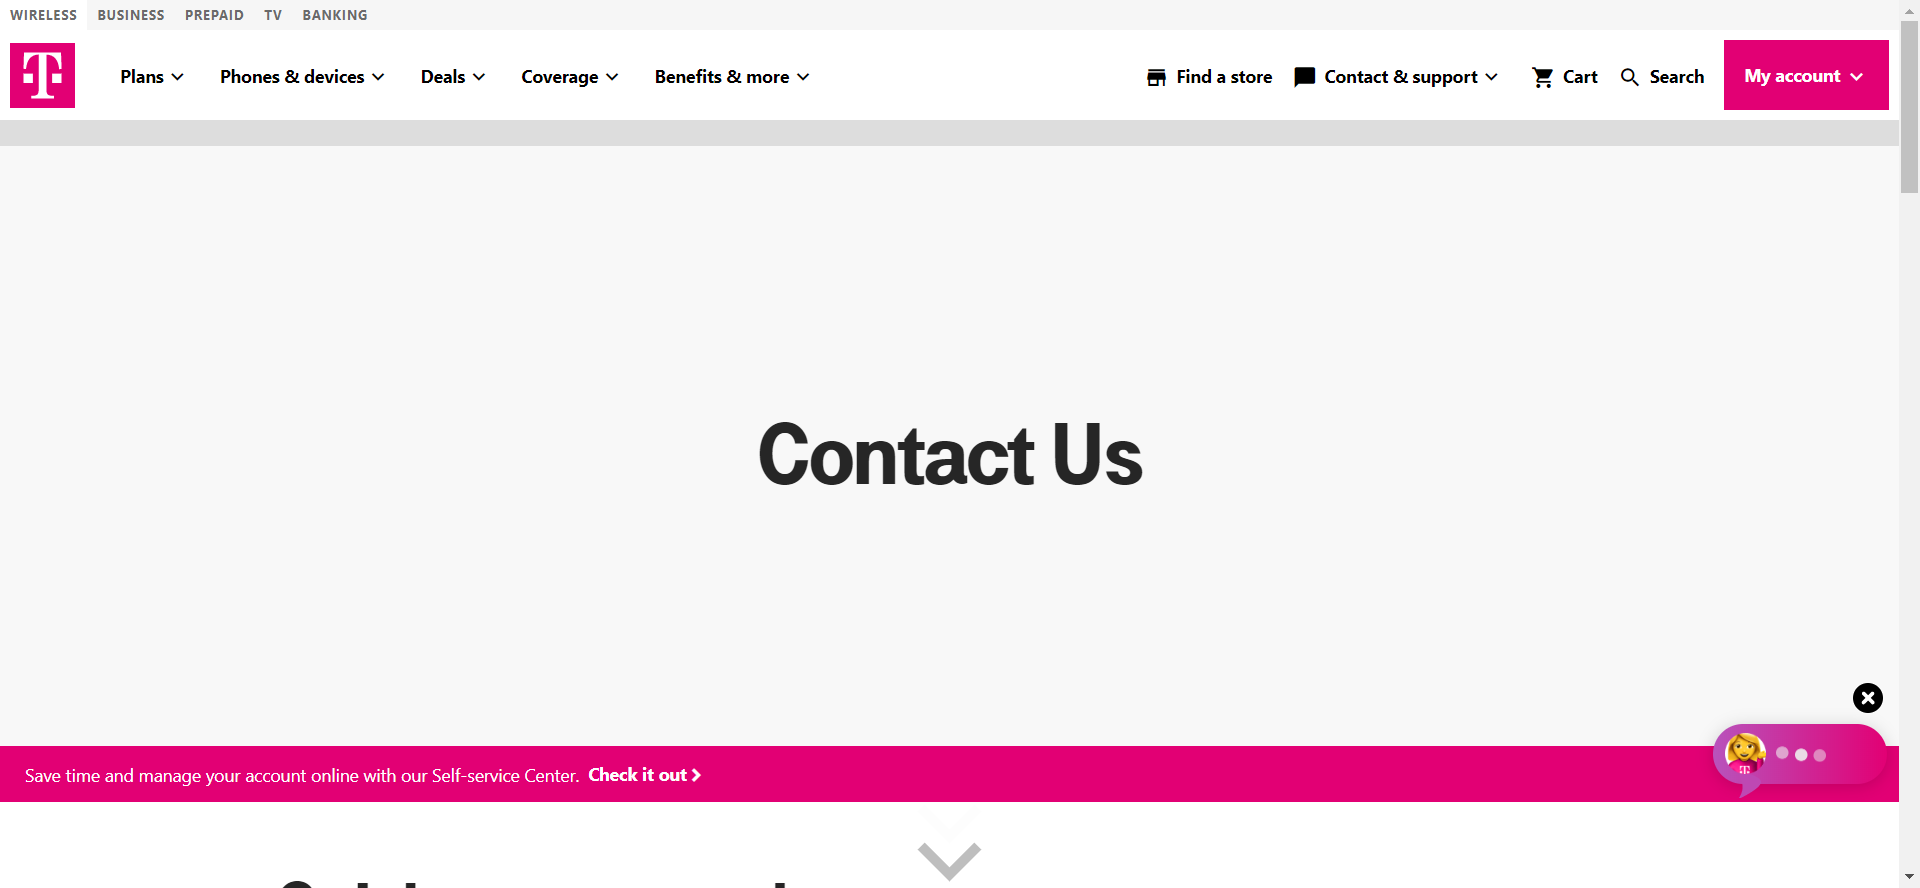 WIRELESS BUSINESS PREPAID TV BANKING
T Plans Phones & devices Deals Coverage Benefits & more Find a store Contact & support Cart Search My account
Contact Us
Save time and manage your account online with our Self-service Center. Check it out